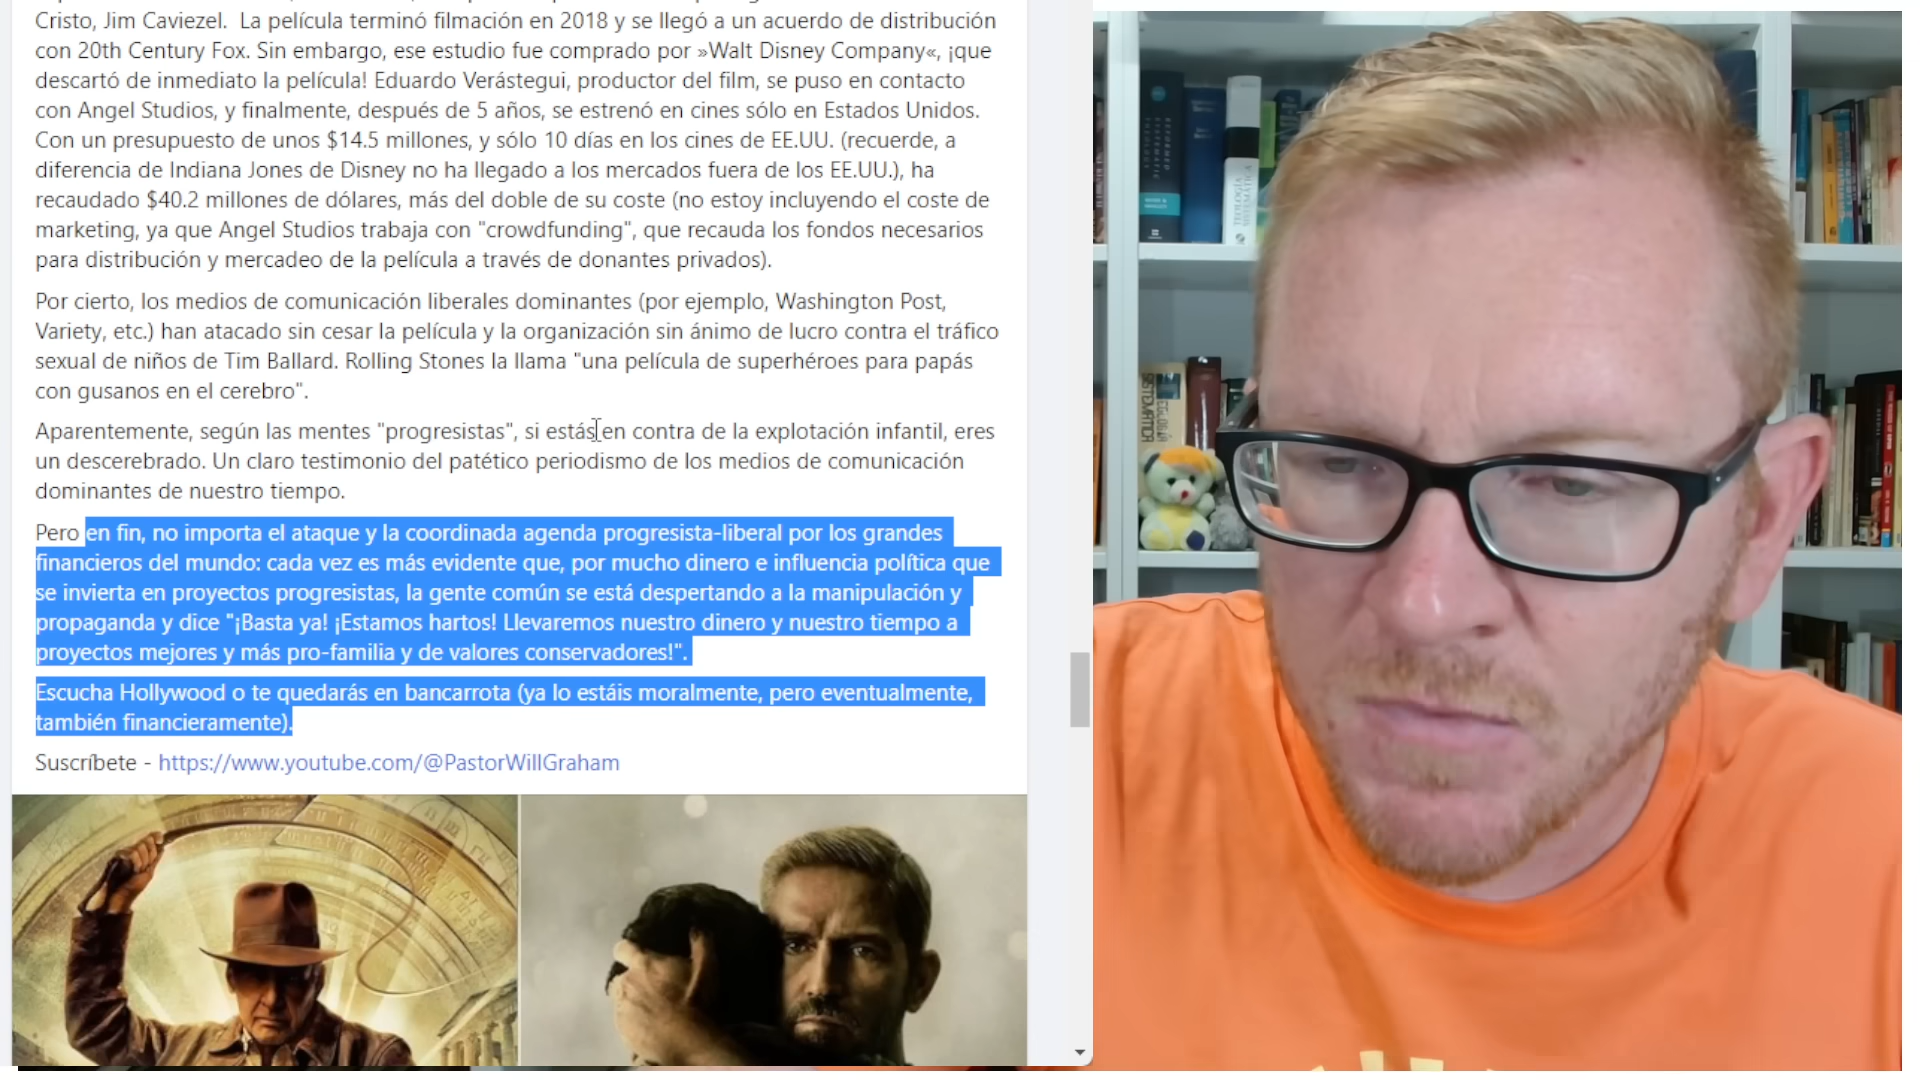 Cristo, Jim Caviezel.  La película terminó filmación en 2018 y se llegó a un acuerdo de distribución
con 20th Century Fox. Sin embargo, ese estudio fue comprado por »Walt Disney Company«, ¡que
descartó de inmediato la película! Eduardo Verástegui, productor del film, se puso en contacto
con Angel Studios, y finalmente, después de 5 años, se estrenó en cines sólo en Estados Unidos.
Con un presupuesto de unos $14.5 millones, y sólo 10 días en los cines de EE.UU. (recuerde, a
diferencia de Indiana Jones de Disney no ha llegado a los mercados fuera de los EE.UU.), ha
recaudado $40.2 millones de dólares, más del doble de su coste (no estoy incluyendo el coste de
marketing, ya que Angel Studios trabaja con "crowdfunding", que recauda los fondos necesarios
para distribución y mercadeo de la película a través de donantes privados).
Por cierto, los medios de comunicación liberales dominantes (por ejemplo, Washington Post,
Variety, etc.) han atacado sin cesar la película y la organización sin ánimo de lucro contra el tráfico
sexual de niños de Tim Ballard. Rolling Stones la llama "una película de superhéroes para papás
con gusanos en el cerebro".
Aparentemente, según las mentes "progresistas", si estás en contra de la explotación infantil, eres
un descerebrado. Un claro testimonio del patético periodismo de los medios de comunicación
dominantes de nuestro tiempo.
Pero en fin, no importa el ataque y la coordinada agenda progresista-liberal por los grandes
financieros del mundo: cada vez es más evidente que, por mucho dinero e influencia política que
se invierta en proyectos progresistas, la gente común se está despertando a la manipulación y
propaganda y dice "¡Basta ya! ¡Estamos hartos! Llevaremos nuestro dinero y nuestro tiempo a
proyectos mejores y más pro-familia y de valores conservadores!".
Escucha Hollywood o te quedarás en bancarrota (ya lo estáis moralmente, pero eventualmente,
también financieramente).
Suscríbete - https://www.youtube.com/@PastorWillGraham
TEOLOGÍA
SISTEMÁTICA